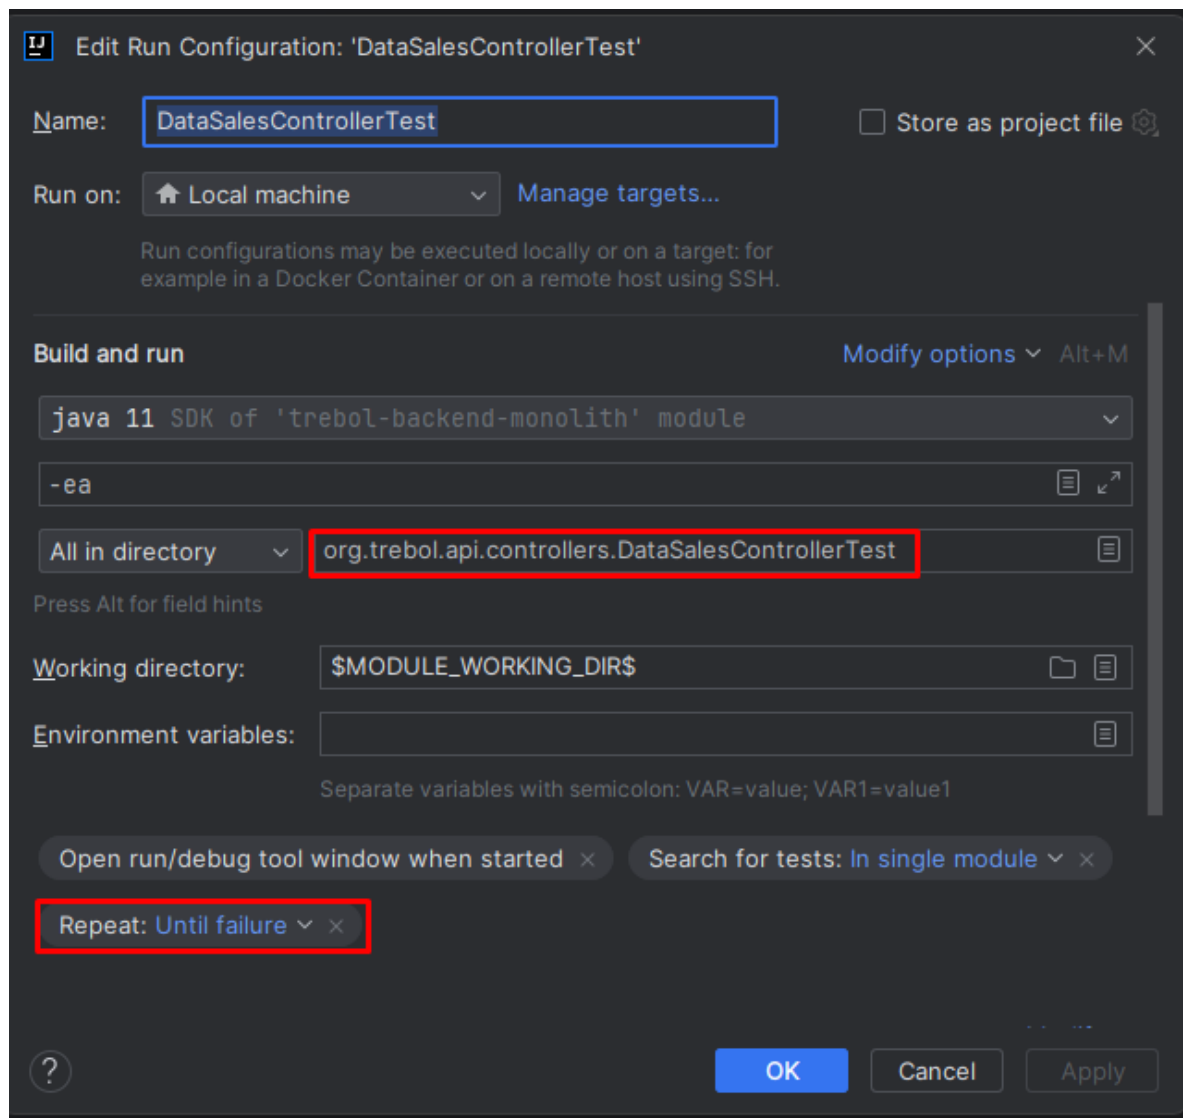 IJ Edit Run Configuration: 'DataSalesControllerTest'
Name: DataSalesControllerTest Store as project file
Run on: Local machine Manage targets...
Run configurations may be executed locally or on a target: for
example in a Docker Container or on a remote host using SSH.
Build and run Modify options Alt+M
java 11 SDK of 'trebol-backend-monolith' module
-ea
All in directory org.trebol.api.controllers.DataSalesControllerTest
Press Alt for field hints
Working directory: $MODULE_WORKING_DIR$
Environment variables:
Separate variables with semicolon: VAR=value; VAR1=value1
Open run/debug tool window when started × Search for tests: In single module ×
Repeat: Until failure ×
? OK Cancel Apply